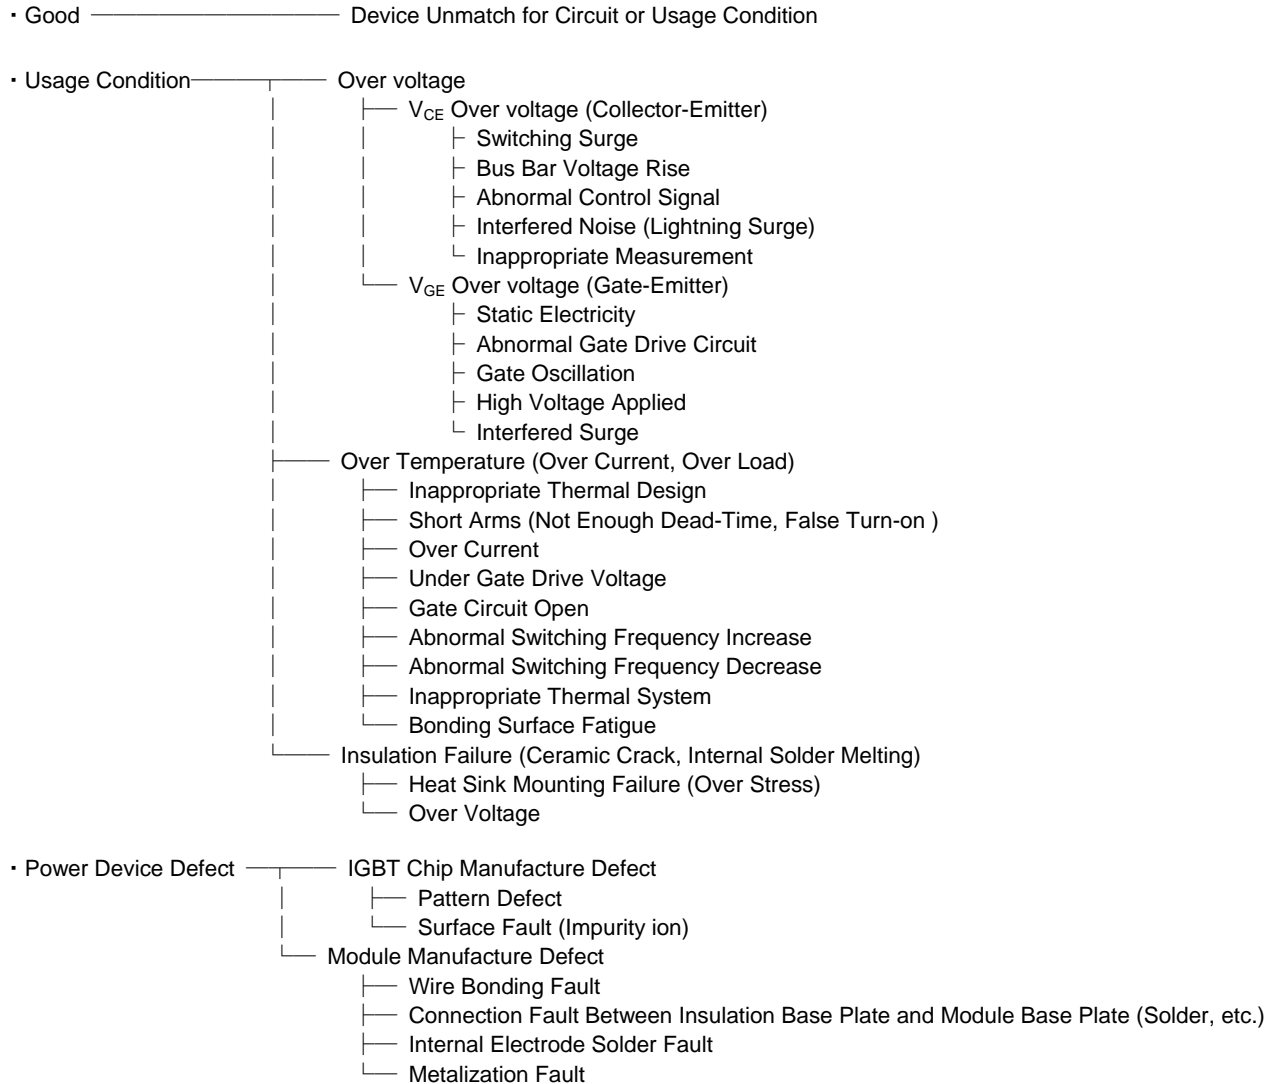 ・Good ─────────── Device Unmatch for Circuit or Usage Condition
・Usage Condition────┬─── Over voltage
│ ├── VCE Over voltage (Collector-Emitter)
│ │ ├ Switching Surge
│ │ ├ Bus Bar Voltage Rise
│ │ ├ Abnormal Control Signal
│ │ ├ Interfered Noise (Lightning Surge)
│ │ └ Inappropriate Measurement
│ └── VGE Over voltage (Gate-Emitter)
│ ├ Static Electricity
│ ├ Abnormal Gate Drive Circuit
│ ├ Gate Oscillation
│ ├ High Voltage Applied
│ └ Interfered Surge
├─── Over Temperature (Over Current, Over Load)
│ ├── Inappropriate Thermal Design
│ ├── Short Arms (Not Enough Dead-Time, False Turn-on )
│ ├── Over Current
│ ├── Under Gate Drive Voltage
│ ├── Gate Circuit Open
│ ├── Abnormal Switching Frequency Increase
│ ├── Abnormal Switching Frequency Decrease
│ ├── Inappropriate Thermal System
│ └── Bonding Surface Fatigue
└─── Insulation Failure (Ceramic Crack, Internal Solder Melting)
├── Heat Sink Mounting Failure (Over Stress)
└── Over Voltage
・Power Device Defect ──┬─── IGBT Chip Manufacture Defect
│ ├── Pattern Defect
│ └── Surface Fault (Impurity ion)
└── Module Manufacture Defect
├── Wire Bonding Fault
├── Connection Fault Between Insulation Base Plate and Module Base Plate (Solder, etc.)
├── Internal Electrode Solder Fault
└── Metalization Fault